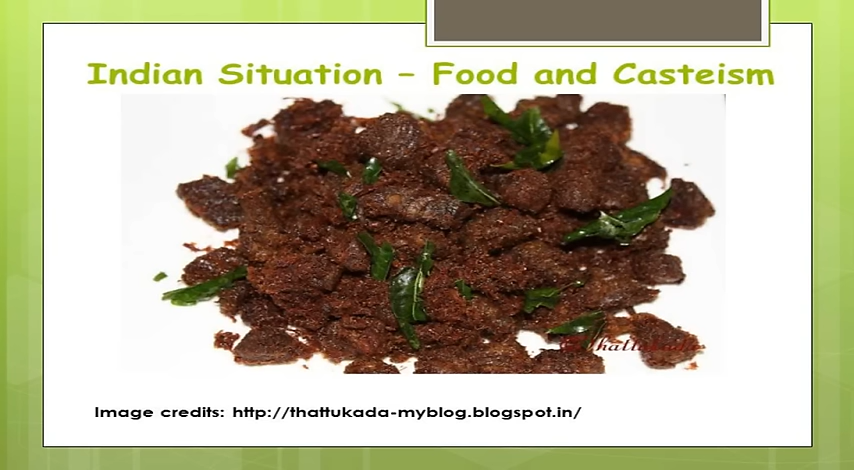 Indian Situation – Food and Casteism
Image credits: http://thattukada-myblog.blogspot.in/